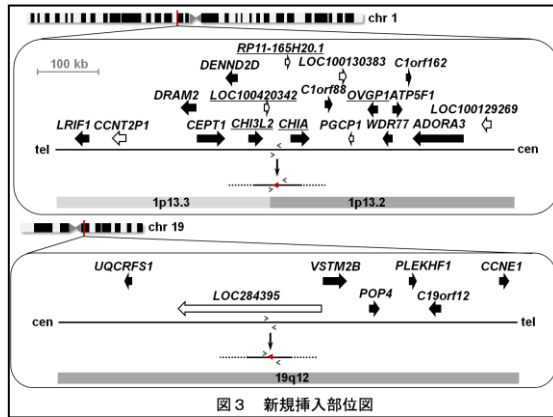 chr 1
RP11-165H20.1
100 kb
DENND2D LOC100130383 C1orf162
DRAM2 LOC100420342 C1orf88 OVGP1 ATP5F1
LOC100129269
LRIF1 CCNT2P1 CEPT1 CHI3L2 CHIA PGCP1 WDR77 ADORA3
tel cen
1p13.3 1p13.2
chr 19
UQCRFS1 VSTM2B PLEKHF1 CCNE1
LOC284395 POP4 C19orf12
cen tel
19q12
図3 新規挿入部位図